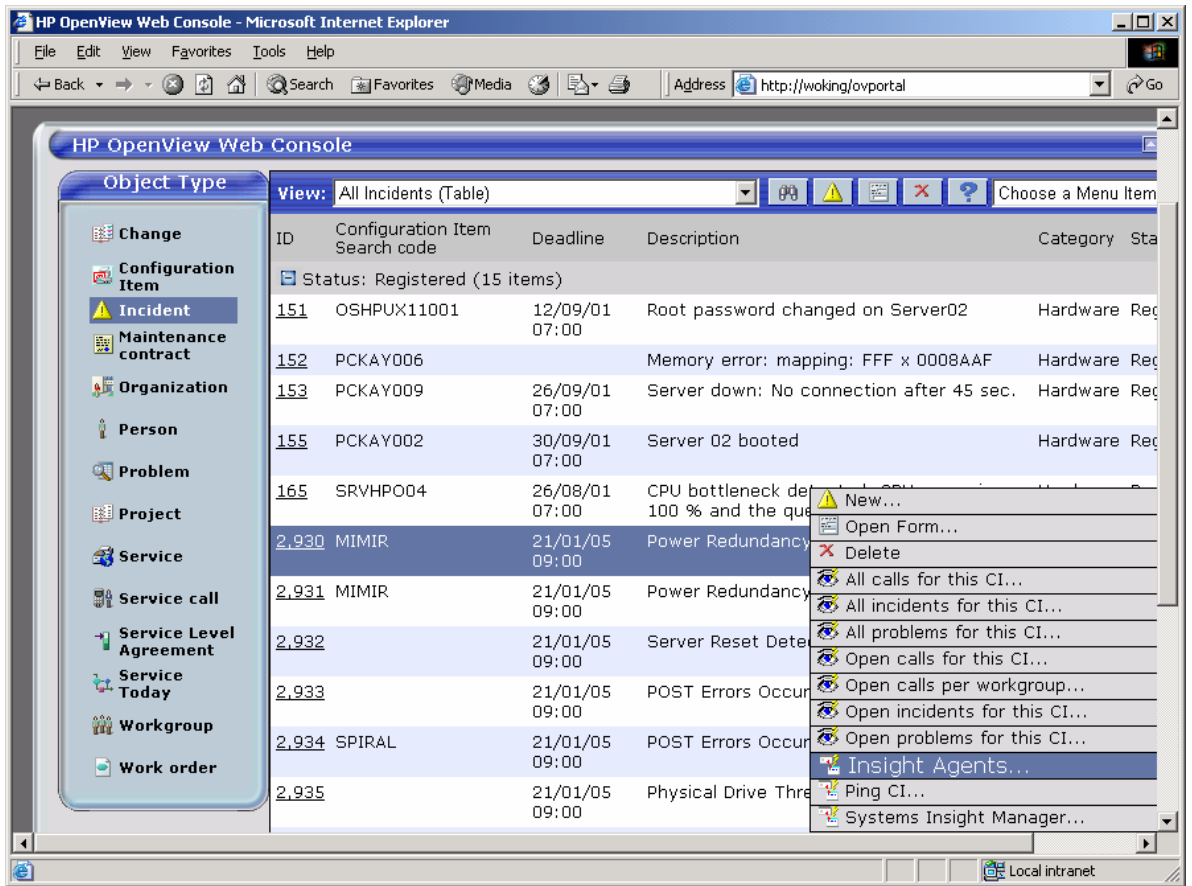 HP OpenView Web Console - Microsoft Internet Explorer
File Edit View Favorites Tools Help
Back Search Favorites Media Address http://woking/ovportal Go
HP OpenView Web Console
Object Type
Change
Configuration
Item
Incident
Maintenance
contract
Organization
Person
Problem
Project
Service
Service call
Service Level
Agreement
Service
Today
Workgroup
Work order
View: All Incidents (Table) ? Choose a Menu Item
ID Configuration Item
Search code Deadline Description Category Sta
Status: Registered (15 items)
151 OSHPUX11001 12/09/01
07:00 Root password changed on Server02 Hardware Reg
152 PCKAY006 Memory error: mapping: FFF x 0008AAF Hardware Reg
153 PCKAY009 26/09/01
07:00 Server down: No connection after 45 sec. Hardware Reg
155 PCKAY002 30/09/01
07:00 Server 02 booted Hardware Reg
165 SRVHPO04 26/08/01
07:00 CPU bottleneck
100 % and the que
2,930 MIMIR 21/01/05
09:00 Power Redundancy
2,931 MIMIR 21/01/05
09:00 Power Redundancy
2,932 21/01/05
09:00 Server Reset Dete
2,933 21/01/05
09:00 POST Errors Occur
2,934 SPIRAL 21/01/05
09:00 POST Errors Occur
2,935 21/01/05
09:00 Physical Drive Thre
New...
Open Form...
Delete
All calls for this CI...
All incidents for this CI...
All problems for this CI...
Open calls for this CI...
Open calls per workgroup...
Open incidents for this CI...
Open problems for this CI...
Insight Agents...
Ping CI...
Systems Insight Manager...
Local intranet